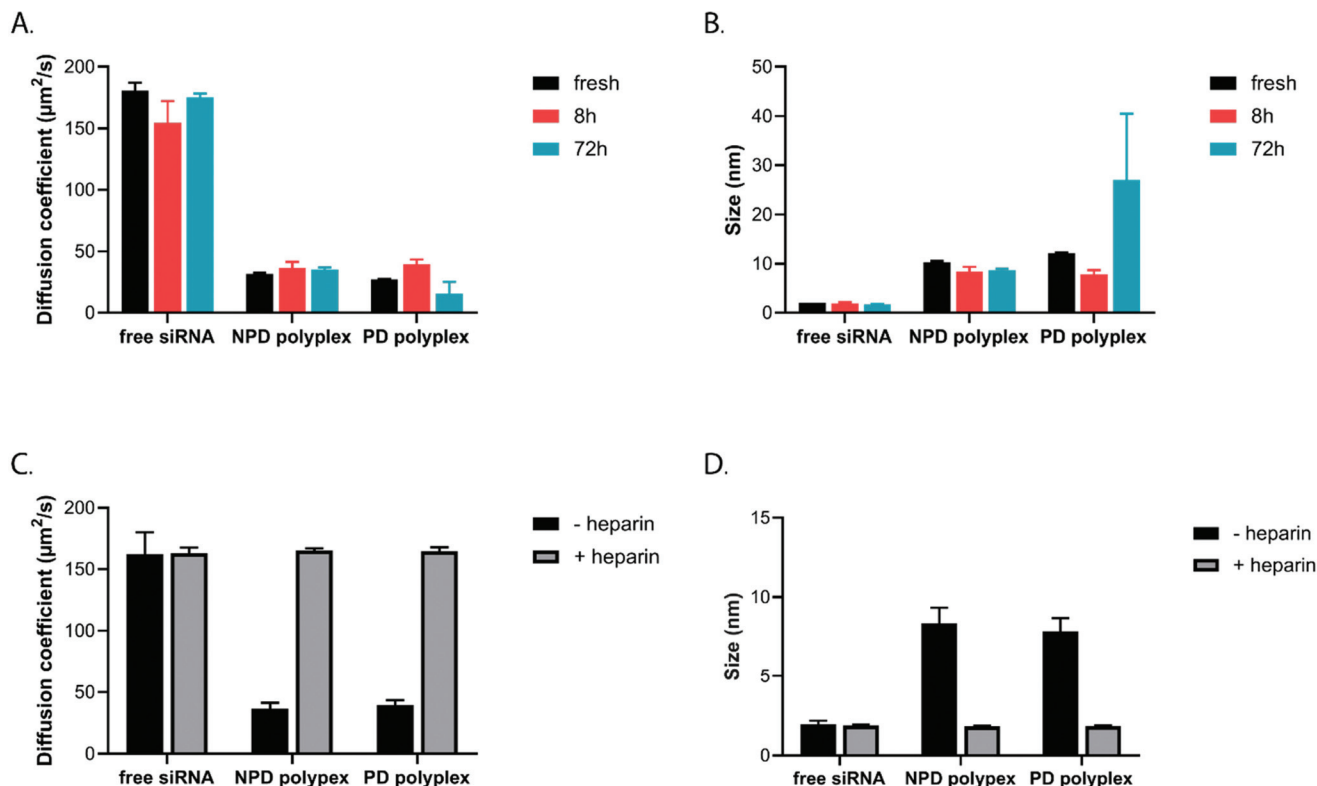 A.
Diffusion coefficient (µm²/s)
200
150
100
50
0
free siRNA NPD polyplex PD polyplex
fresh
8h
72h
B.
Size (nm)
50
40
30
20
10
0
free siRNA NPD polyplex PD polyplex
fresh
8h
72h
C.
Diffusion coefficient (µm²/s)
200
150
100
50
0
free siRNA NPD polypex PD polyplex
- heparin
+ heparin
D.
Size (nm)
15
10
5
0
free siRNA NPD polypex PD polyplex
- heparin
+ heparin